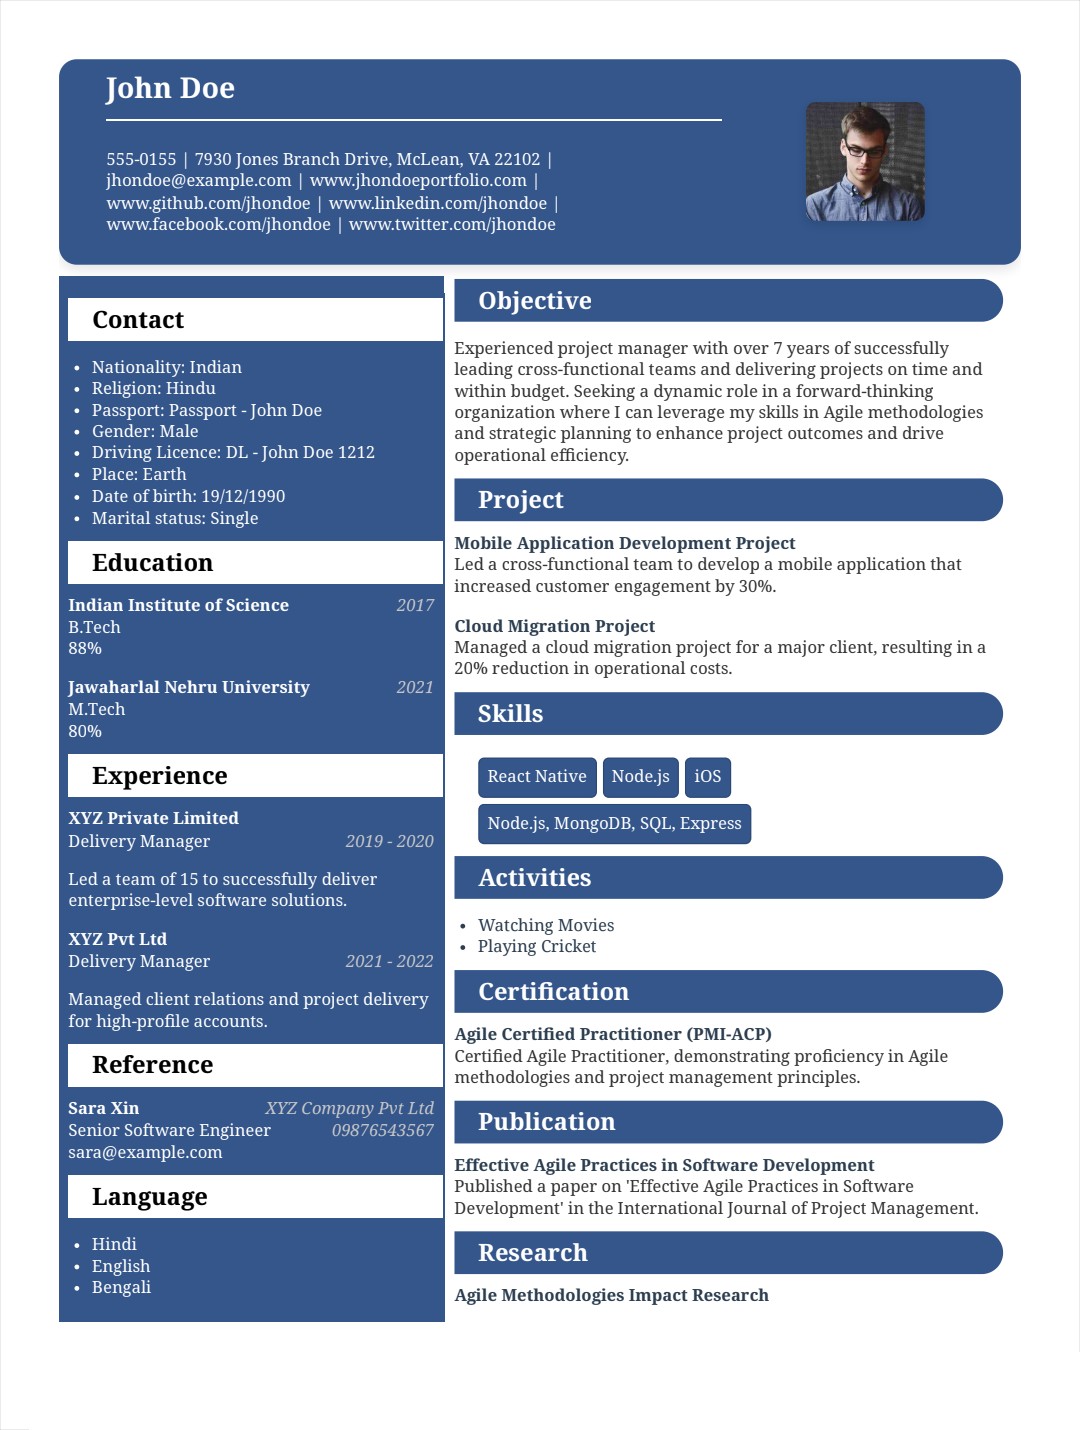 John Doe
555-0155 | 7930 Jones Branch Drive, McLean, VA 22102 |
jhondoe@example.com | www.jhondoeportfolio.com |
www.github.com/jhondoe | www.linkedin.com/jhondoe |
www.facebook.com/jhondoe | www.twitter.com/jhondoe
Contact
• Nationality: Indian
• Religion: Hindu
• Passport: Passport - John Doe
• Gender: Male
• Driving Licence: DL - John Doe 1212
• Place: Earth
• Date of birth: 19/12/1990
• Marital status: Single
Education
Indian Institute of Science 2017
B.Tech
88%
Jawaharlal Nehru University 2021
M.Tech
80%
Experience
XYZ Private Limited
Delivery Manager 2019 - 2020
Led a team of 15 to successfully deliver
enterprise-level software solutions.
XYZ Pvt Ltd
Delivery Manager 2021 - 2022
Managed client relations and project delivery
for high-profile accounts.
Reference
Sara Xin XYZ Company Pvt Ltd
Senior Software Engineer 09876543567
sara@example.com
Language
• Hindi
• English
• Bengali
Objective
Experienced project manager with over 7 years of successfully
leading cross-functional teams and delivering projects on time and
within budget. Seeking a dynamic role in a forward-thinking
organization where I can leverage my skills in Agile methodologies
and strategic planning to enhance project outcomes and drive
operational efficiency.
Project
Mobile Application Development Project
Led a cross-functional team to develop a mobile application that
increased customer engagement by 30%.
Cloud Migration Project
Managed a cloud migration project for a major client, resulting in a
20% reduction in operational costs.
Skills
React Native Node.js iOS
Node.js, MongoDB, SQL, Express
Activities
• Watching Movies
• Playing Cricket
Certification
Agile Certified Practitioner (PMI-ACP)
Certified Agile Practitioner, demonstrating proficiency in Agile
methodologies and project management principles.
Publication
Effective Agile Practices in Software Development
Published a paper on 'Effective Agile Practices in Software
Development' in the International Journal of Project Management.
Research
Agile Methodologies Impact Research